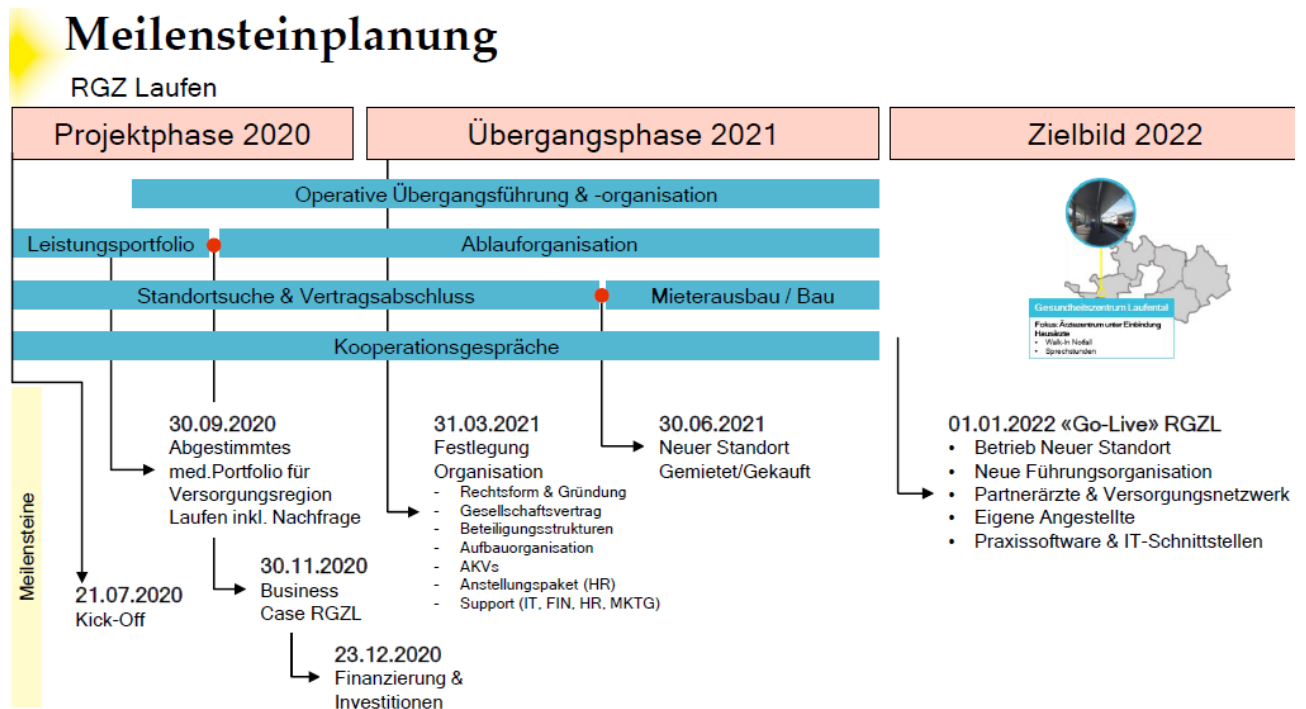 Meilensteinplanung
RGZ Laufen
Projektphase 2020
Übergangsphase 2021
Zielbild 2022
Operative Übergangsführung & -organisation
Leistungsportfolio
Ablauforganisation
Standortsuche & Vertragsabschluss
Mieterausbau / Bau
Kooperationsgespräche
Gesundheitszentrum Laufental
Fokus: Ärztezentrum unter Einbindung
Hausärzte
• Walk-In Notfall
• Sprechstunden
Meilensteine
21.07.2020
Kick-Off
30.09.2020
Abgestimmtes
med.Portfolio für
Versorgungsregion
Laufen inkl. Nachfrage
30.11.2020
Business
Case RGZL
23.12.2020
Finanzierung &
Investitionen
31.03.2021
Festlegung
Organisation
- Rechtsform & Gründung
- Gesellschaftsvertrag
- Beteiligungsstrukturen
- Aufbauorganisation
- AKVs
- Anstellungspaket (HR)
- Support (IT, FIN, HR, MKTG)
30.06.2021
Neuer Standort
Gemietet/Gekauft
01.01.2022 «Go-Live» RGZL
• Betrieb Neuer Standort
• Neue Führungsorganisation
• Partnerärzte & Versorgungsnetzwerk
• Eigene Angestellte
• Praxissoftware & IT-Schnittstellen